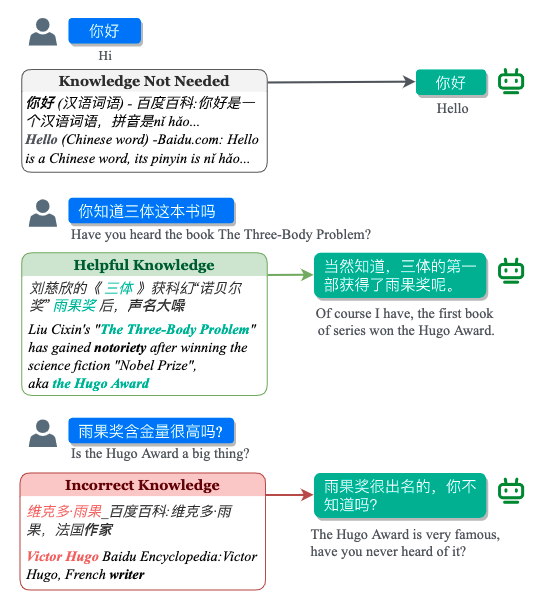 你好
Hi
Knowledge Not Needed
你好 (汉语词语) - 百度百科:你好是一
个汉语词语，拼音是nǐ hǎo...
Hello (Chinese word) -Baidu.com: Hello
is a Chinese word, its pinyin is nǐ hǎo...
你好
Hello
你知道三体这本书吗
Have you heard the book The Three-Body Problem?
Helpful Knowledge
刘慈欣的《 三体 》获科幻“诺贝尔
奖” 雨果奖 后，声名大噪
Liu Cixin's "The Three-Body Problem"
has gained notoriety after winning the
science fiction "Nobel Prize",
aka the Hugo Award
当然知道，三体的第一
部获得了雨果奖呢。
Of course I have, the first book
of series won the Hugo Award.
雨果奖含金量很高吗?
Is the Hugo Award a big thing?
Incorrect Knowledge
维克多·雨果_百度百科:维克多·雨
果，法国作家
Victor Hugo Baidu Encyclopedia:Victor
Hugo, French writer
雨果奖很出名的，你不
知道吗?
The Hugo Award is very famous,
have you never heard of it?